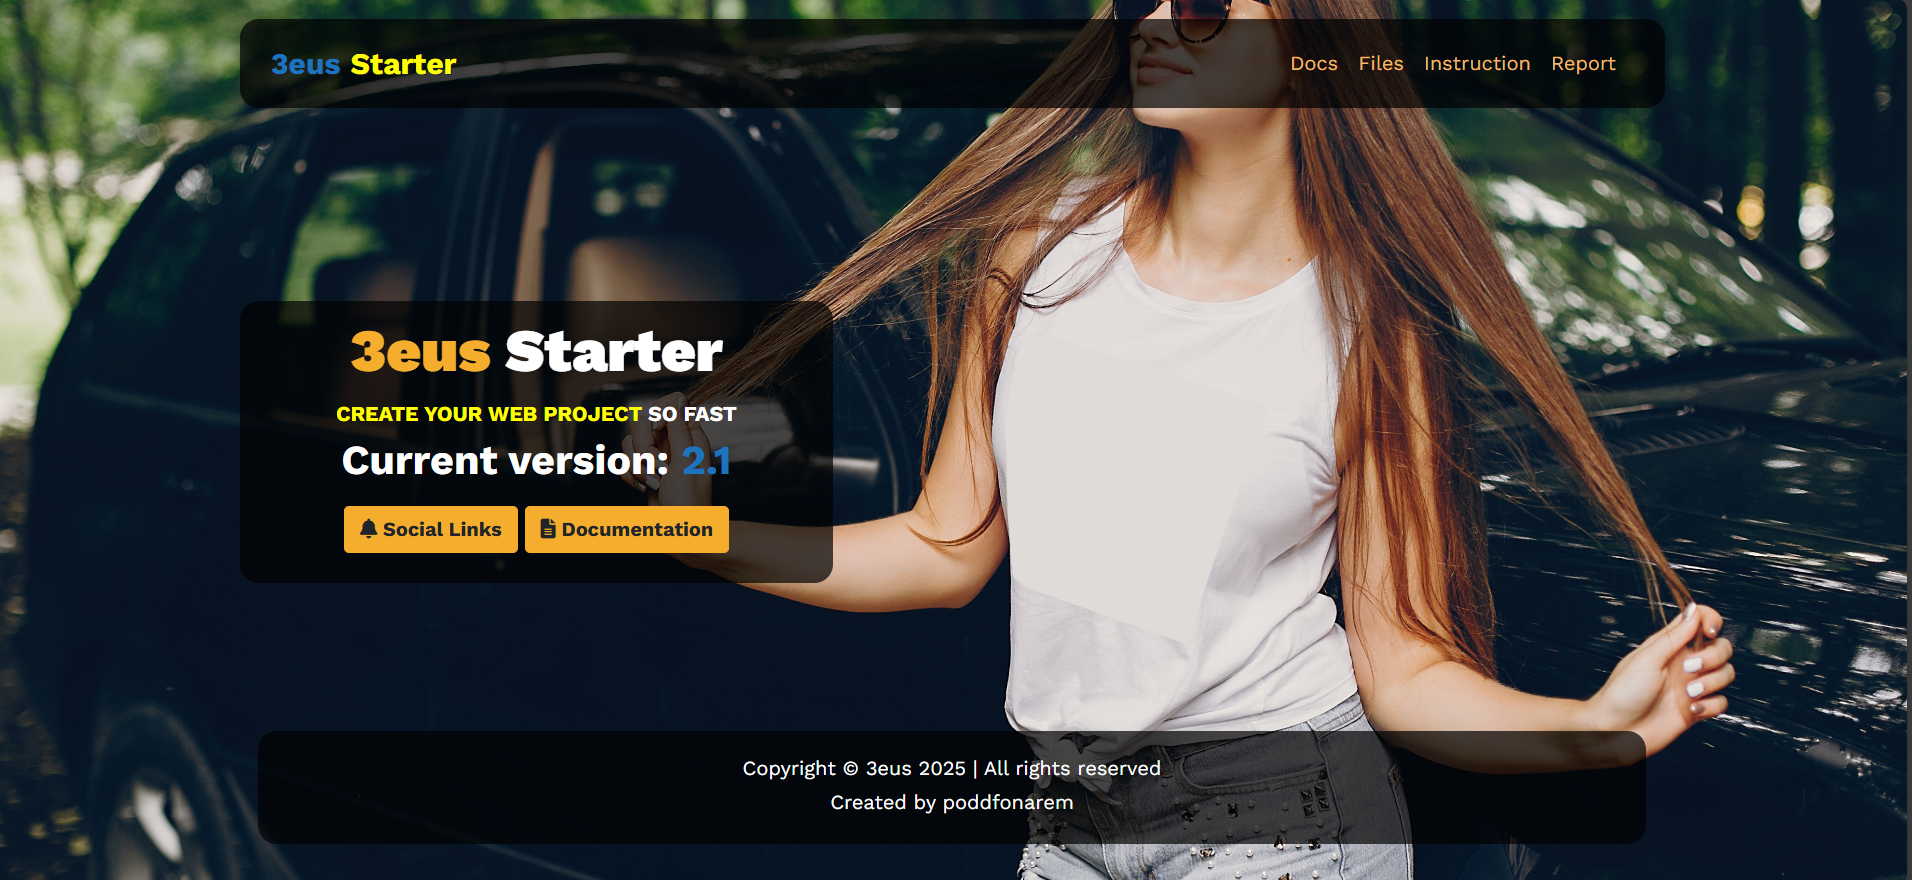 3eus Starter
Docs Files Instruction Report
3eus Starter
CREATE YOUR WEB PROJECT SO FAST
Current version: 2.1
Social Links Documentation
Copyright © 3eus 2025 | All rights reserved
Created by poddfonarem